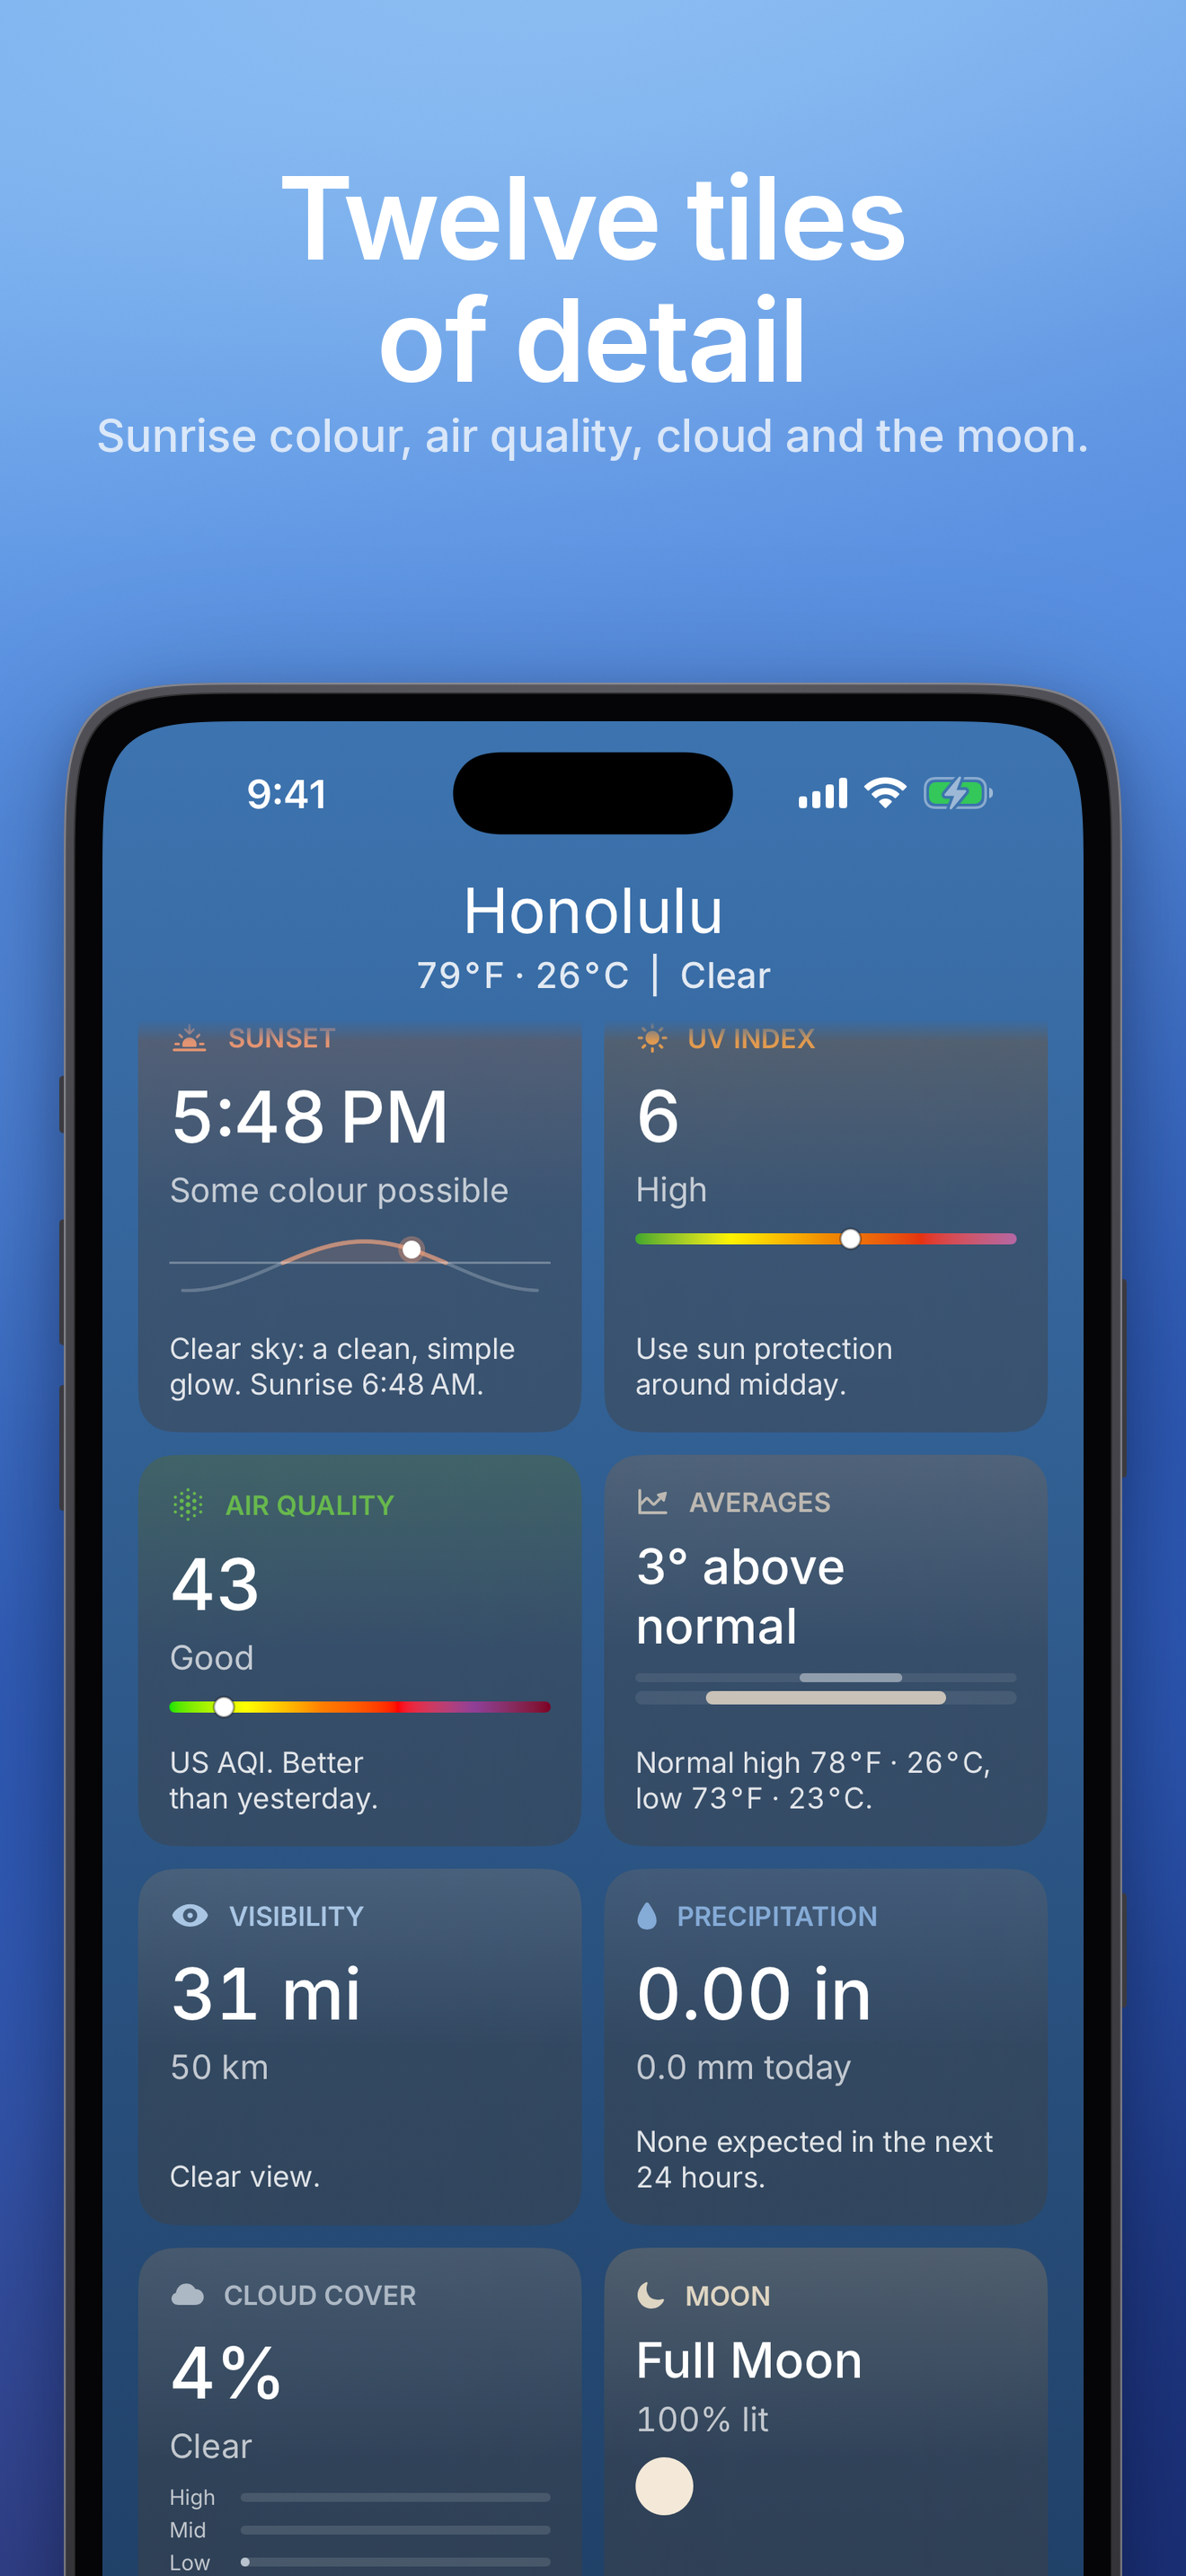 Twelve tiles
of detail
Sunrise colour, air quality, cloud and the moon.
9:41
Honolulu
79°F · 26°C | Clear
SUNSET
5:48 PM
Some colour possible
Clear sky: a clean, simple
glow. Sunrise 6:48 AM.
UV INDEX
6
High
Use sun protection
around midday.
AIR QUALITY
43
Good
US AQI. Better
than yesterday.
AVERAGES
3° above
normal
Normal high 78°F · 26°C,
low 73°F · 23°C.
VISIBILITY
31 mi
50 km
Clear view.
PRECIPITATION
0.00 in
0.0 mm today
None expected in the next
24 hours.
CLOUD COVER
4%
Clear
High
Mid
Low
MOON
Full Moon
100% lit